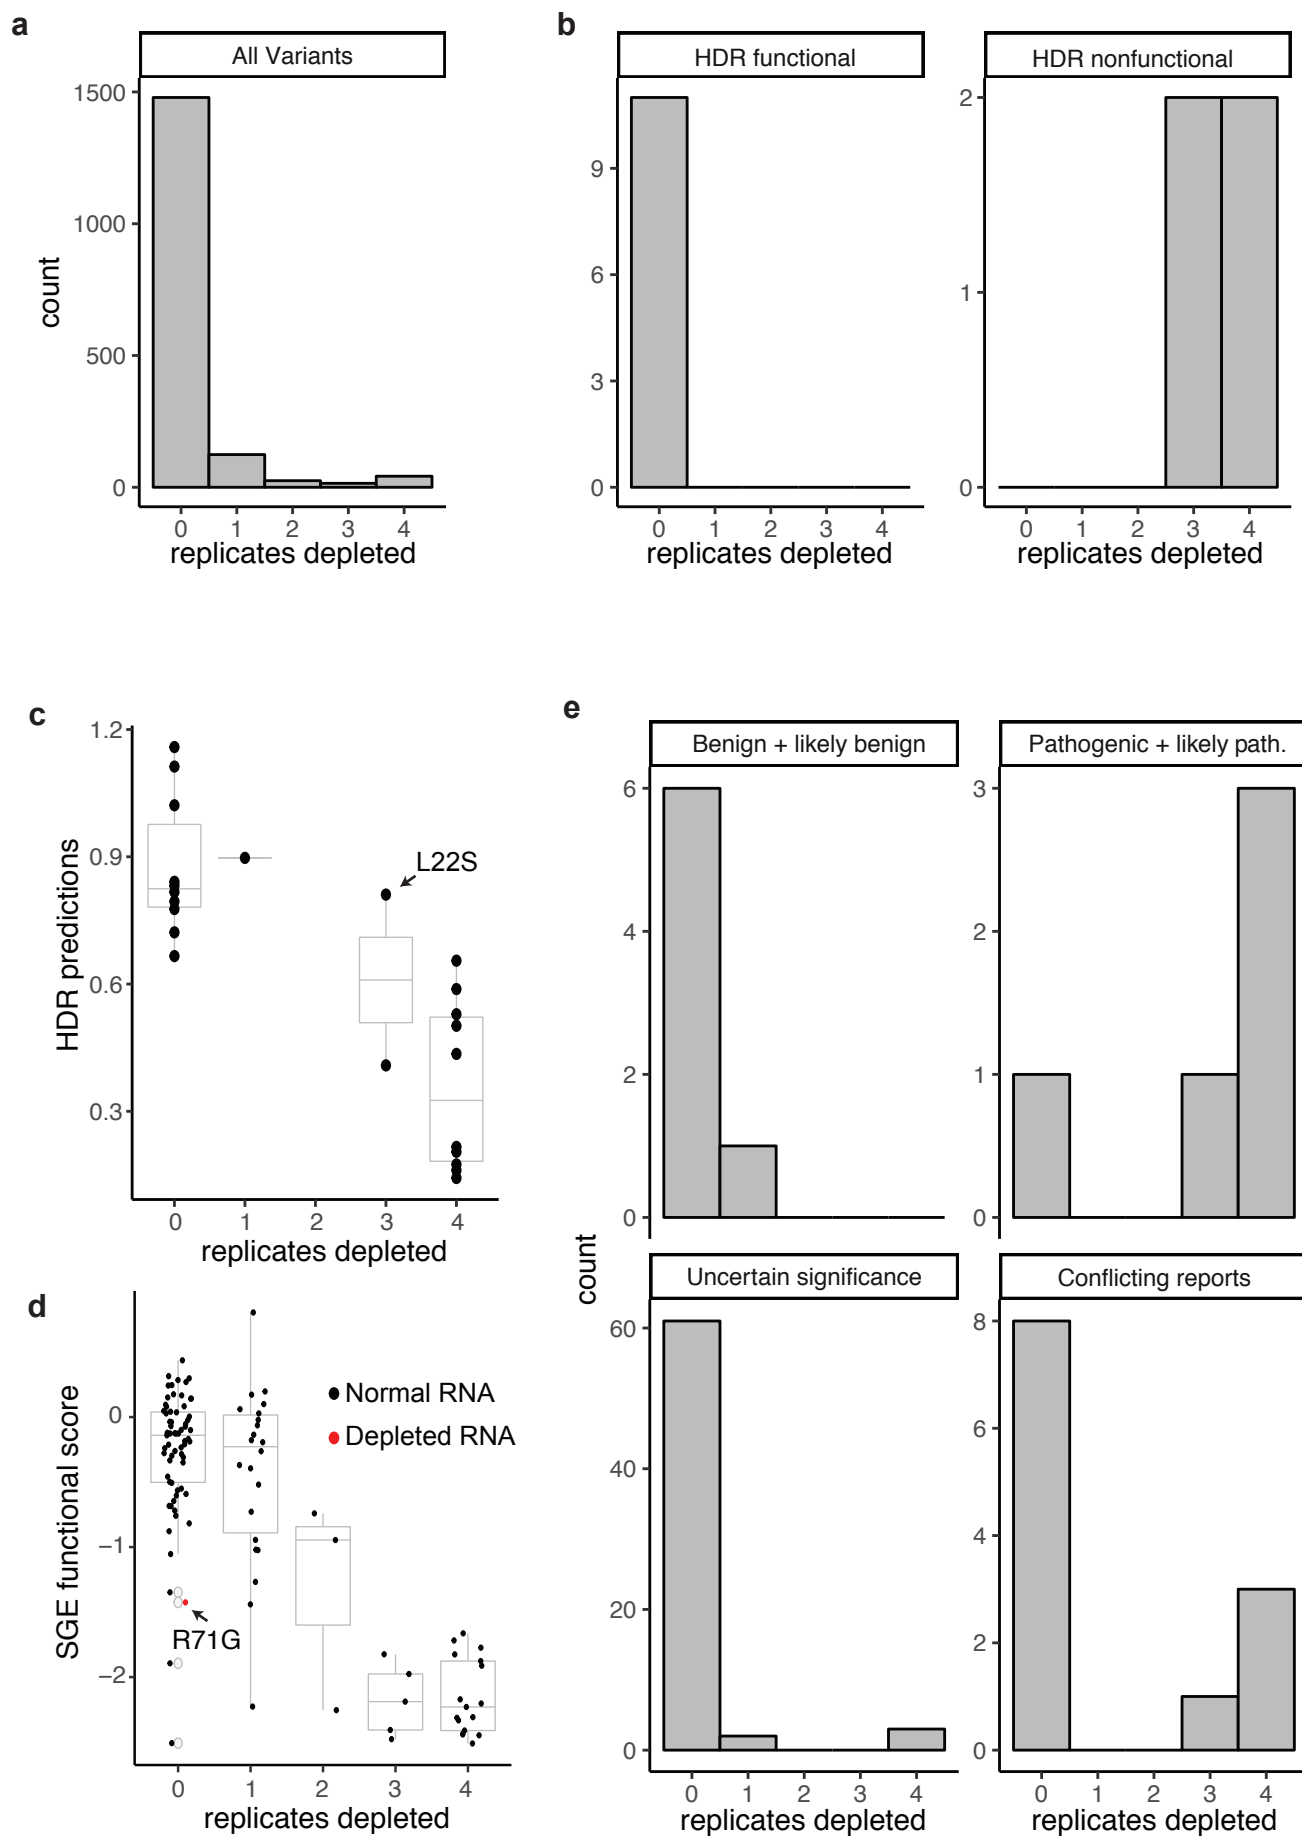 a
All Variants
1500
1000
500
0
count
0 1 2 3 4
replicates depleted
b
HDR functional
9
6
3
0
0 1 2 3 4
replicates depleted
HDR nonfunctional
2
1
0
0 1 2 3 4
replicates depleted
c
1.2
0.9
0.6
0.3
HDR predictions
L22S
0 1 2 3 4
replicates depleted
d
0
−1
−2
SGE functional score
Normal RNA
Depleted RNA
R71G
0 1 2 3 4
replicates depleted
e
count
Benign + likely benign
6
4
2
0
Pathogenic + likely path.
3
2
1
0
Uncertain significance
60
40
20
0
0 1 2 3 4
replicates depleted
Conflicting reports
8
6
4
2
0
0 1 2 3 4
replicates depleted